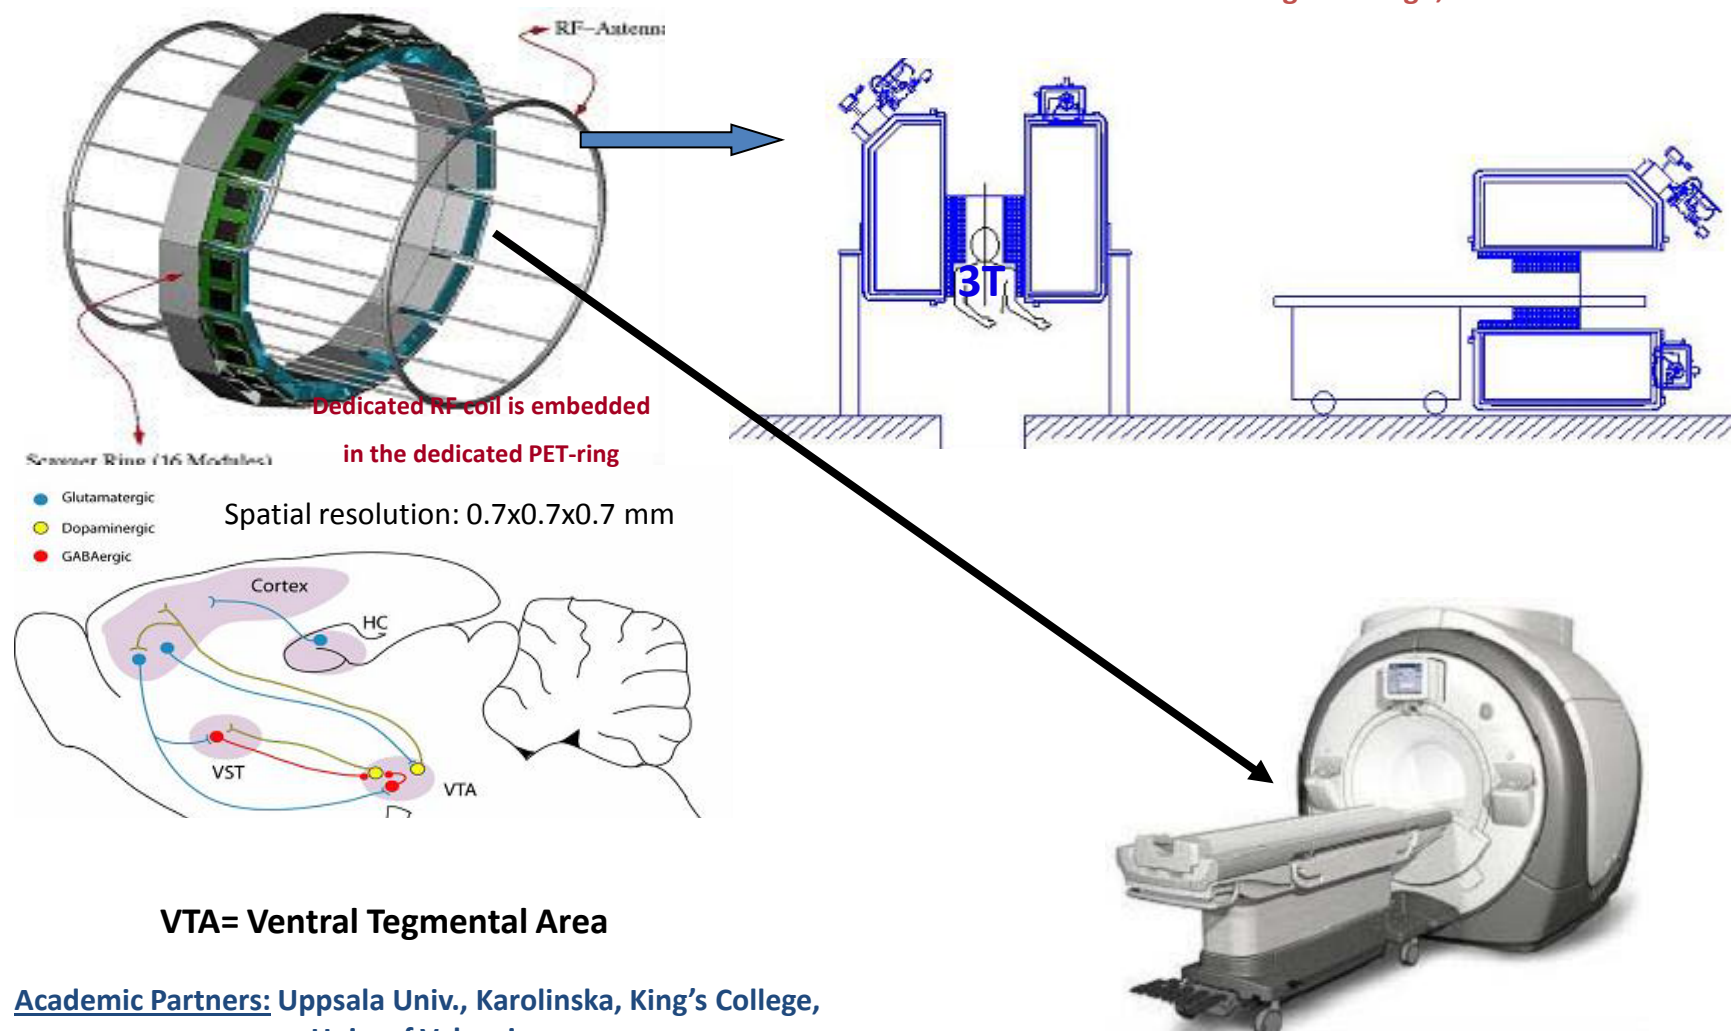 RF-Antenna
3T
Dedicated RF coil is embedded
in the dedicated PET-ring
Scanner Ring (16 Modules)
Glutamatergic
Dopaminergic
GABAergic
Spatial resolution: 0.7x0.7x0.7 mm
Cortex
HC
VST
VTA
VTA= Ventral Tegmental Area
Academic Partners: Uppsala Univ., Karolinska, King's College,